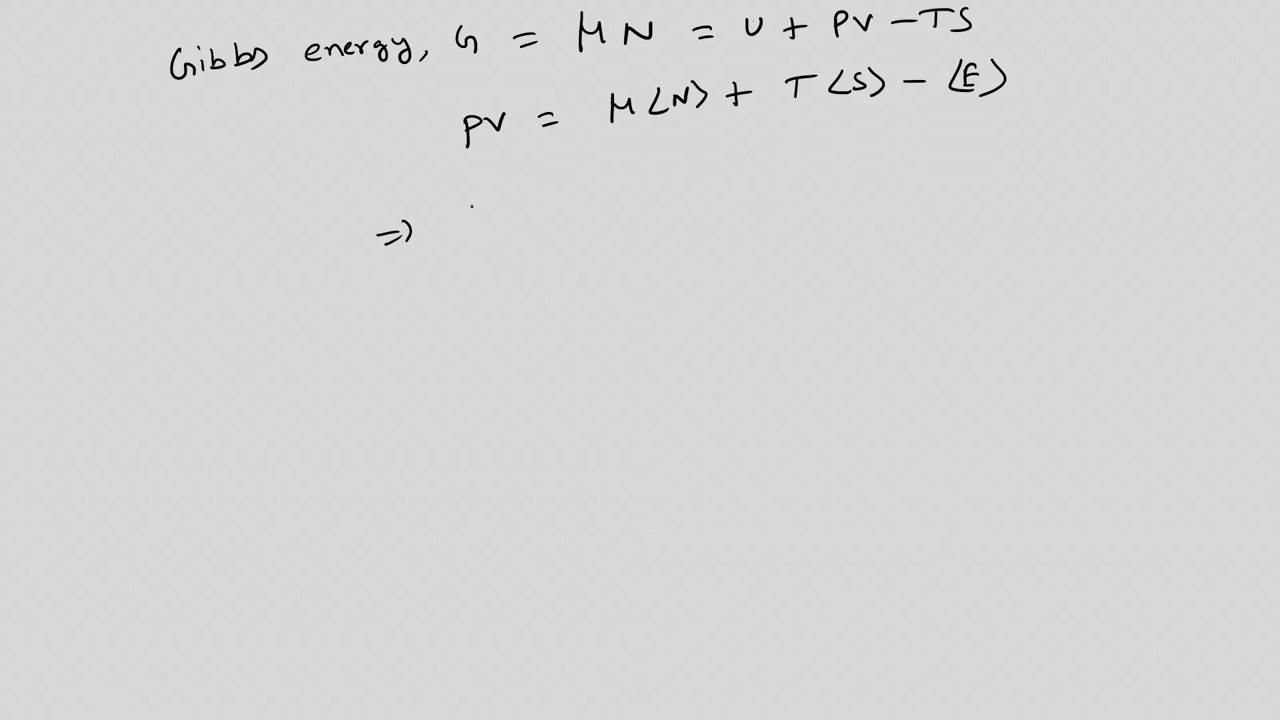 Gibbs energy, G = μN = U + PV - TS
PV = μ⟨N⟩ + T⟨S⟩ - ⟨E⟩
⇒